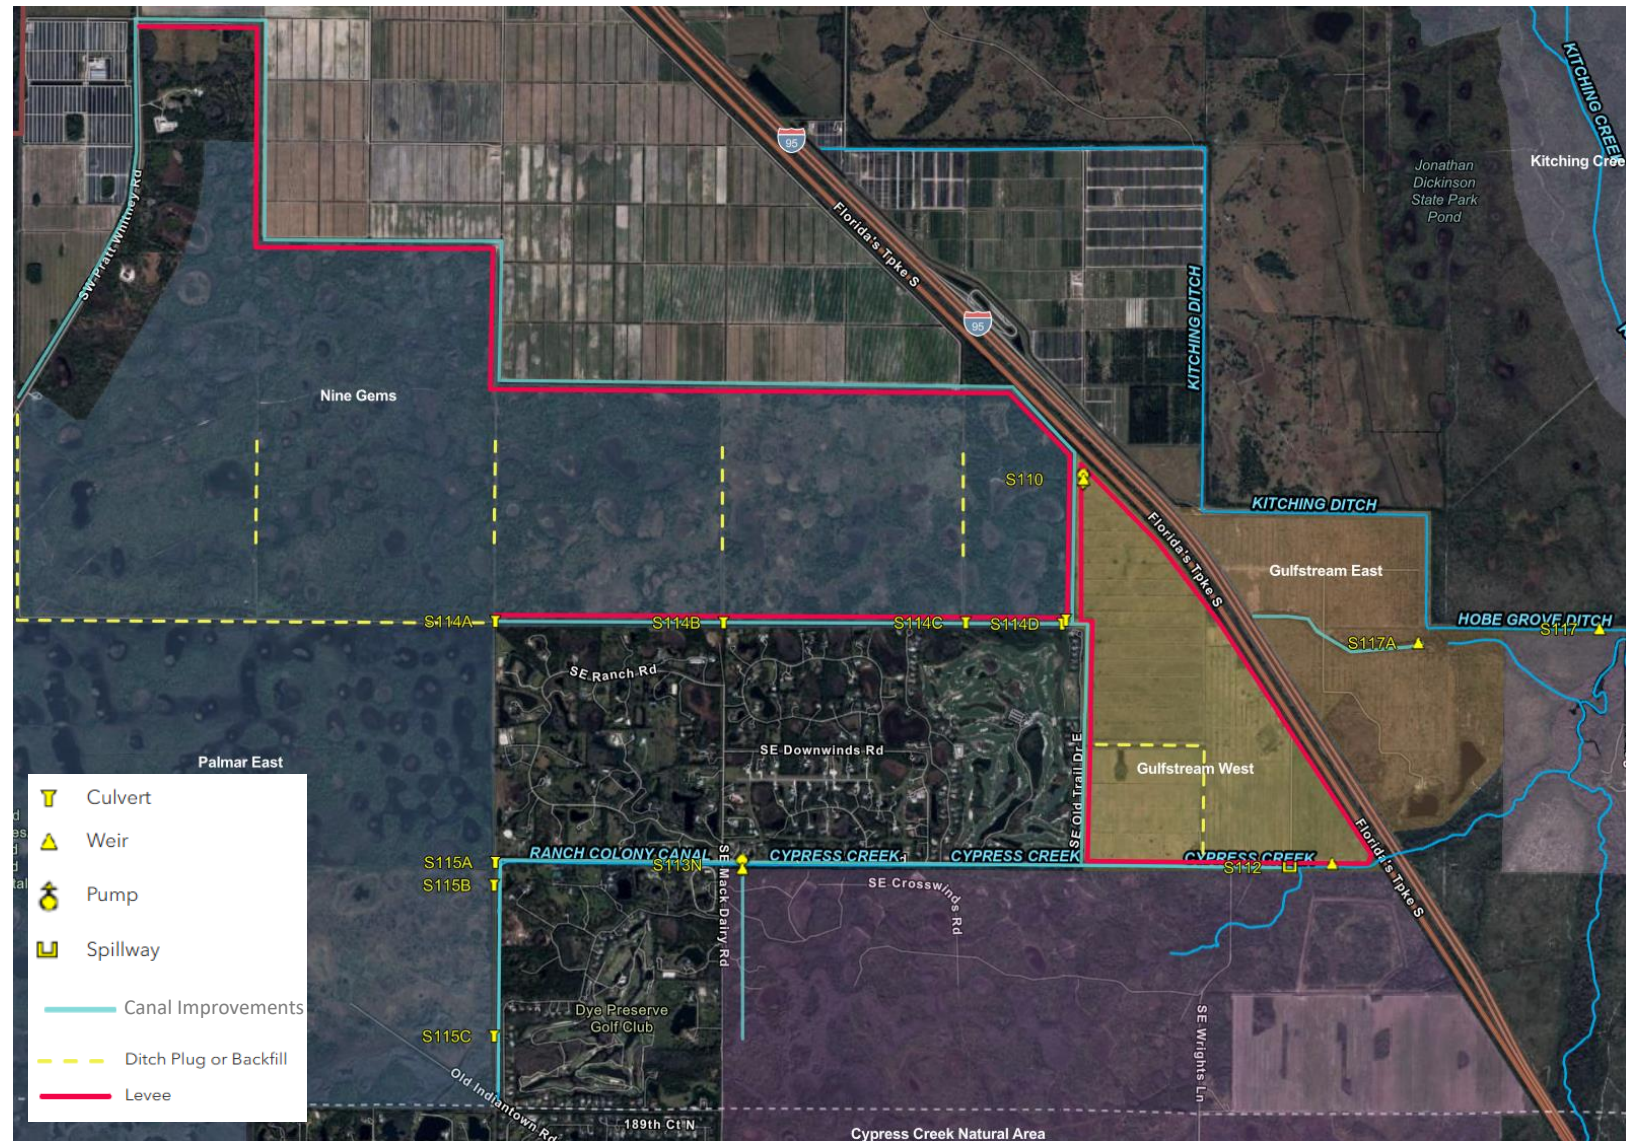 KITCHING CREEK
Kitching Cree
Jonathan
Dickinson
State Park
Pond
95
Florida's Tpke S
SW Pratt Whitney Rd
KITCHING DITCH
95
Nine Gems
S110
KITCHING DITCH
Florida's Tpke S
Gulfstream East
HOBE GROVE DITCH
S114A
S114B
S114C
S114D
S117
S117A
SE Ranch Rd
SE Downwinds Rd
SE Old Trail Dr E
Gulfstream West
Palmar East
Culvert
Weir
Pump
Spillway
Canal Improvements
Ditch Plug or Backfill
Levee
S115A
RANCH COLONY CANAL
S113N
CYPRESS CREEK
CYPRESS CREEK
CYPRESS CREEK
S112
Florida's Tpke S
S115B
SE Mack Dairy Rd
SE Crosswinds Rd
Dye Preserve
Golf Club
S115C
SE Wrights Ln
Old Indiantown Rd
189th Ct N
Cypress Creek Natural Area